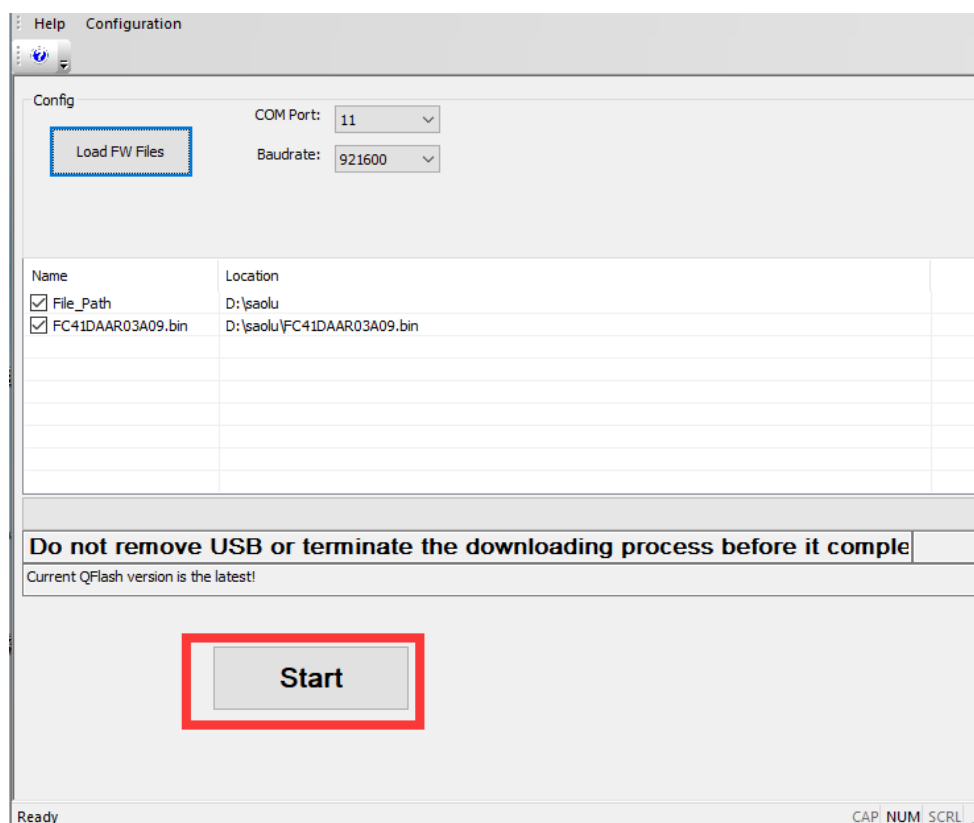 Help Configuration
Config
COM Port: 11
Load FW Files
Baudrate: 921600
Name Location
File_Path D:\saolu
FC41DAAR03A09.bin D:\saolu\FC41DAAR03A09.bin
Do not remove USB or terminate the downloading process before it comple
Current QFlash version is the latest!
Start
Ready CAP NUM SCRL